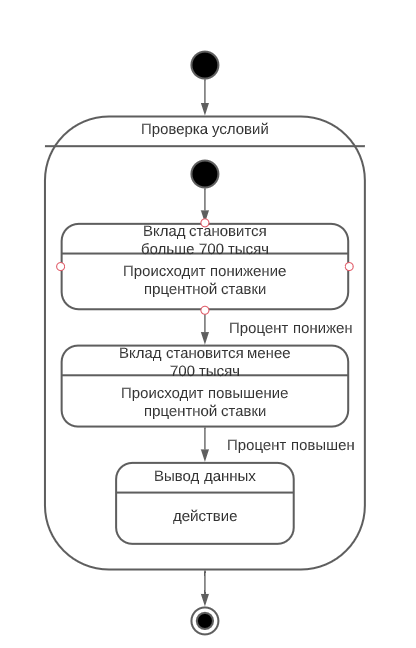 Проверка условий
Вклад становится
больше 700 тысяч
Происходит понижение
прцентной ставки
Процент понижен
Вклад становится менее
700 тысяч
Происходит повышение
прцентной ставки
Процент повышен
Вывод данных
действие